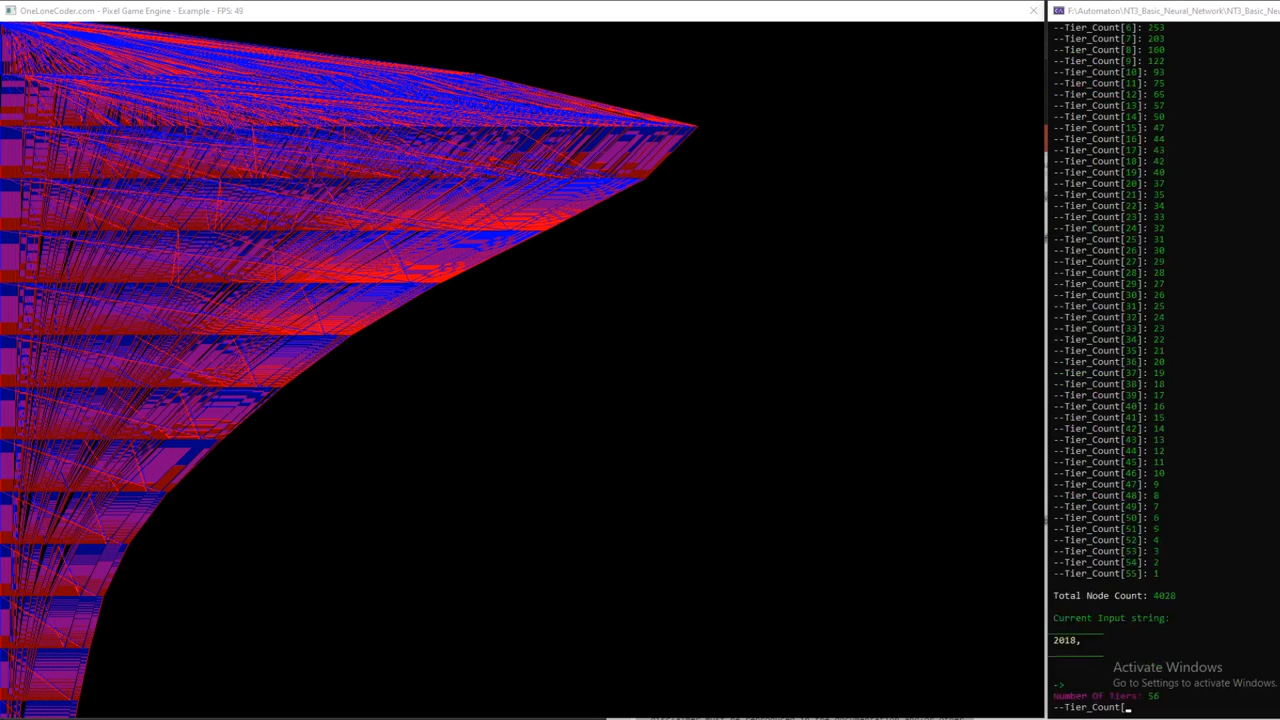 OneLoneCoder.com - Pixel Game Engine - Example - FPS: 49
F:\Automaton\NT3_Basic_Neural_Network\NT3_Basic_Neu
--Tier_Count[6]: 253
--Tier_Count[7]: 203
--Tier_Count[8]: 160
--Tier_Count[9]: 122
--Tier_Count[10]: 93
--Tier_Count[11]: 75
--Tier_Count[12]: 65
--Tier_Count[13]: 57
--Tier_Count[14]: 50
--Tier_Count[15]: 47
--Tier_Count[16]: 44
--Tier_Count[17]: 43
--Tier_Count[18]: 42
--Tier_Count[19]: 40
--Tier_Count[20]: 37
--Tier_Count[21]: 35
--Tier_Count[22]: 34
--Tier_Count[23]: 33
--Tier_Count[24]: 32
--Tier_Count[25]: 31
--Tier_Count[26]: 30
--Tier_Count[27]: 29
--Tier_Count[28]: 28
--Tier_Count[29]: 27
--Tier_Count[30]: 26
--Tier_Count[31]: 25
--Tier_Count[32]: 24
--Tier_Count[33]: 23
--Tier_Count[34]: 22
--Tier_Count[35]: 21
--Tier_Count[36]: 20
--Tier_Count[37]: 19
--Tier_Count[38]: 18
--Tier_Count[39]: 17
--Tier_Count[40]: 16
--Tier_Count[41]: 15
--Tier_Count[42]: 14
--Tier_Count[43]: 13
--Tier_Count[44]: 12
--Tier_Count[45]: 11
--Tier_Count[46]: 10
--Tier_Count[47]: 9
--Tier_Count[48]: 8
--Tier_Count[49]: 7
--Tier_Count[50]: 6
--Tier_Count[51]: 5
--Tier_Count[52]: 4
--Tier_Count[53]: 3
--Tier_Count[54]: 2
--Tier_Count[55]: 1
Total Node Count: 4028
Current Input string:
2018,
Activate Windows
Go to Settings to activate Windows.
->
Number Of Tiers: 56
--Tier_Count[